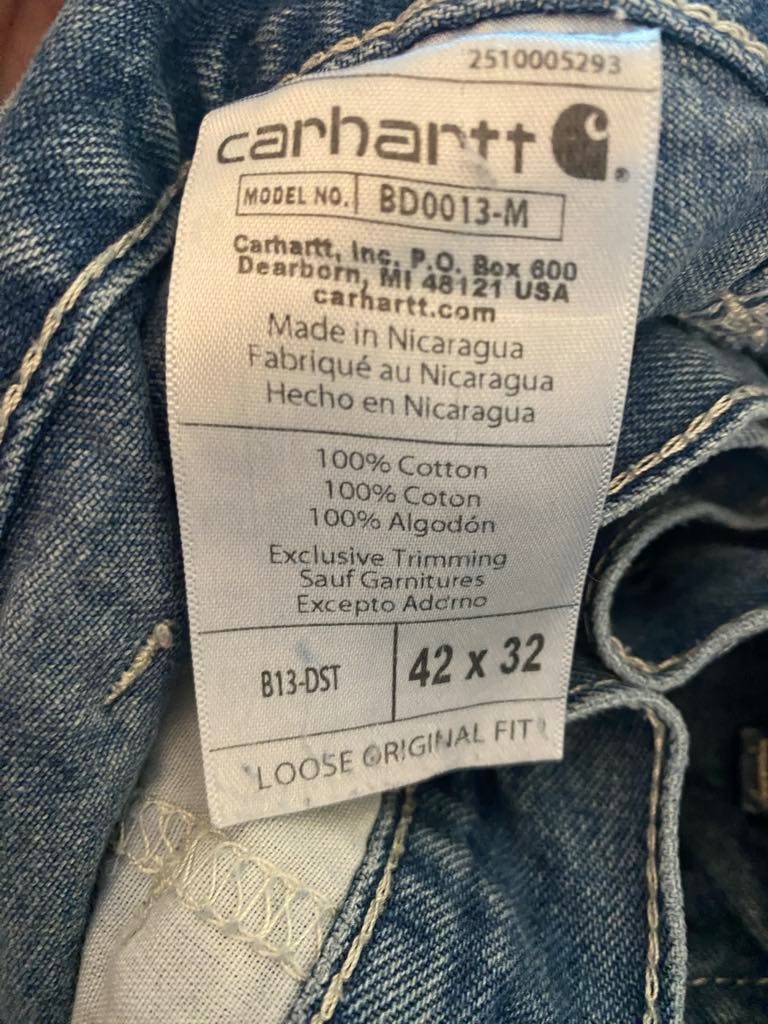 2510005293
carhartt
MODEL NO. BD0013-M
Carhartt, Inc. P.O. Box 600
Dearborn, MI 48121 USA
carhartt.com
Made in Nicaragua
Fabriqué au Nicaragua
Hecho en Nicaragua
100% Cotton
100% Coton
100% Algodón
Exclusive Trimming
Sauf Garnitures
Excepto Adorno
B13-DST 42 x 32
LOOSE ORIGINAL FIT